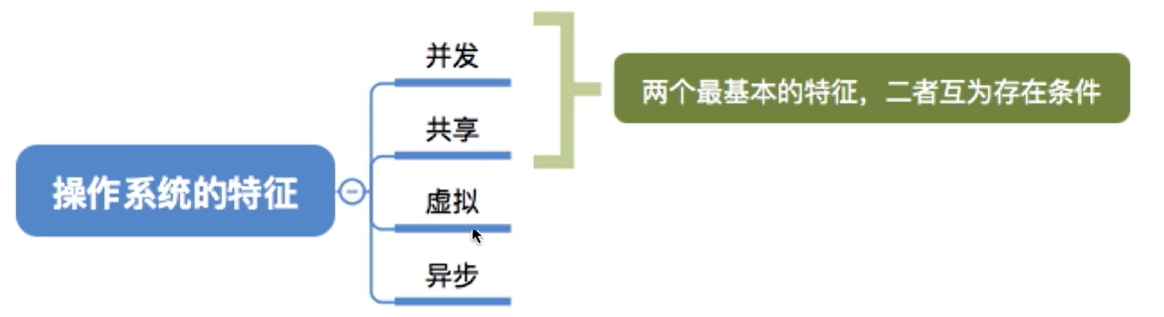 操作系统的特征
并发
共享
虚拟
异步
两个最基本的特征，二者互为存在条件